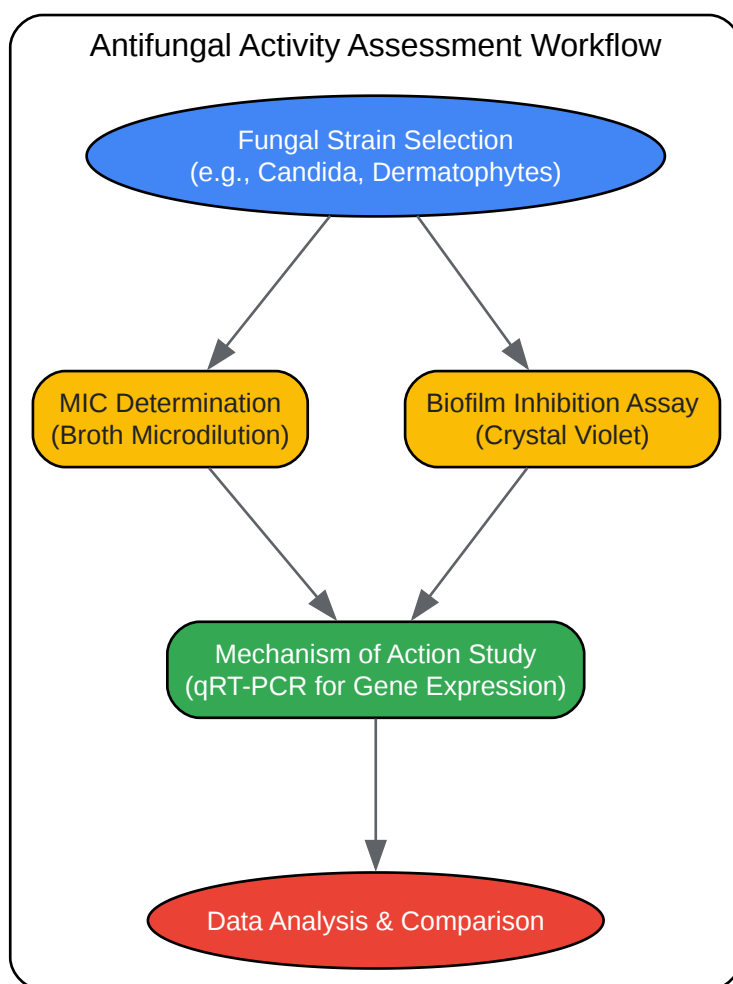 Antifungal Activity Assessment Workflow
Fungal Strain Selection
(e.g., Candida, Dermatophytes)
MIC Determination
(Broth Microdilution)
Biofilm Inhibition Assay
(Crystal Violet)
Mechanism of Action Study
(qRT-PCR for Gene Expression)
Data Analysis & Comparison